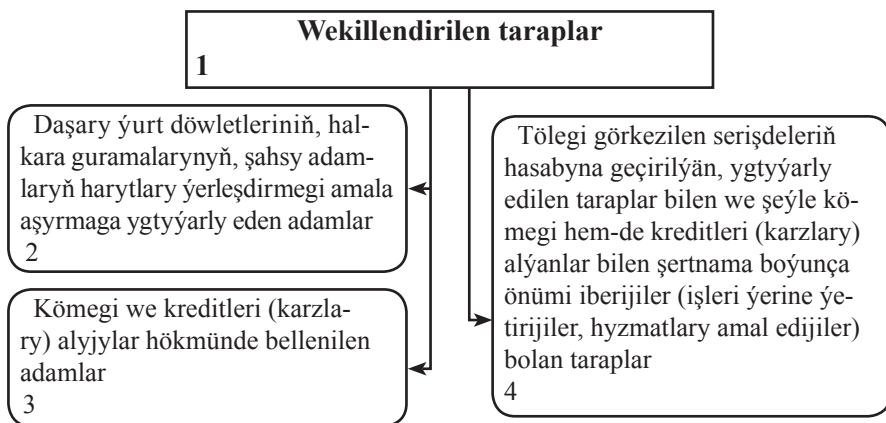 Wekillendirilen taraplar
1
Daşary ýurt döwletleriniň, hal-
kara guramalarynyň, şahsy adam-
laryň harytlary ýerleşdirmegi amala
aşyrmaga ygtyýarly eden adamlar
2
Kömegi we kreditleri (karzla-
ry) alyjylar hökmünde bellenilen
adamlar
3
Tölegi görkezilen serişdeleriň
hasabyna geçirilýän, ygtyýarly
edilen taraplar bilen we şeýle kö-
megi hem-de kreditleri (karzlary)
alýanlar bilen şertnama boýunça
önümi iberijiler (işleri ýerine ýe-
tirijiler, hyzmatlary amal edijiler)
bolan taraplar
4